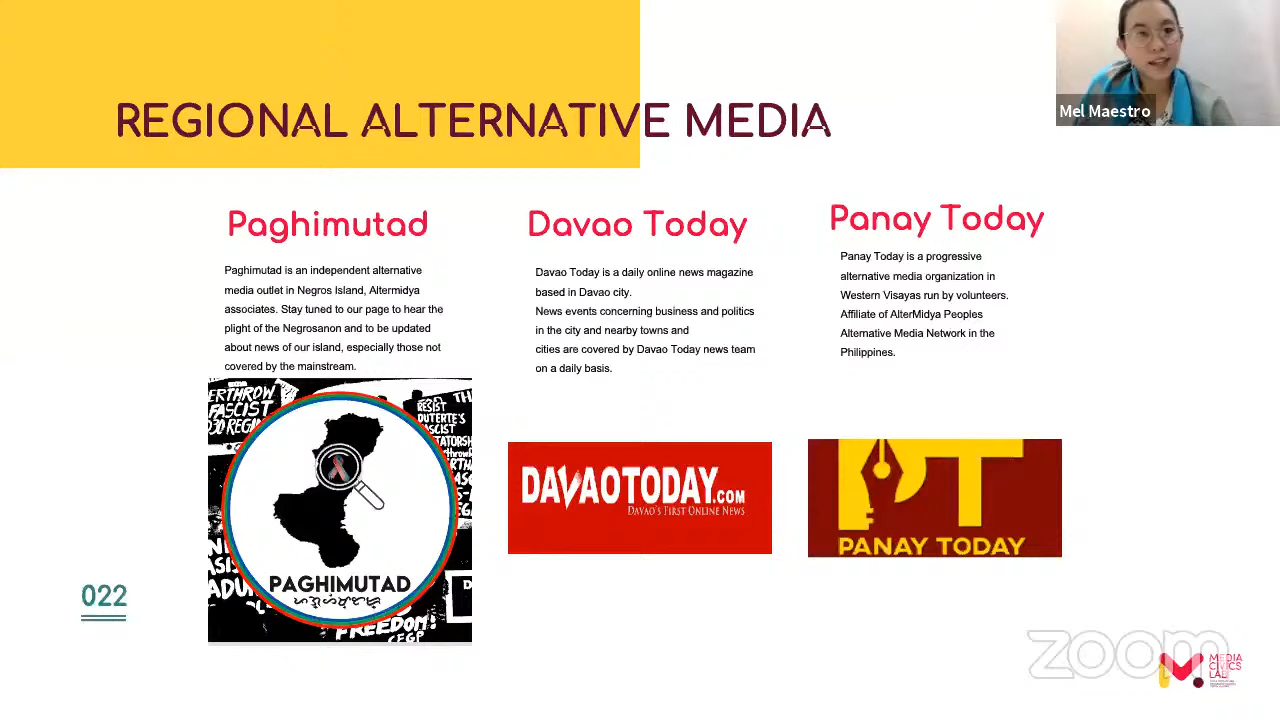 REGIONAL ALTERNATIVE MEDIA
Mel Maestro
Paghimutad
Paghimutad is an independent alternative
media outlet in Negros Island, Altermidya
associates. Stay tuned to our page to hear the
plight of the Negrosanon and to be updated
about news of our island, especially those not
covered by the mainstream.
Davao Today
Davao Today is a daily online news magazine
based in Davao city.
News events concerning business and politics
in the city and nearby towns and
cities are covered by Davao Today news team
on a daily basis.
Panay Today
Panay Today is a progressive
alternative media organization in
Western Visayas run by volunteers.
Affiliate of AlterMidya Peoples
Alternative Media Network in the
Philippines.
ERTHROW
FASCIST
RESIST
DUTERTE'S
PAGHIMUTAD
FREEDOM!
CEGP
DAVAOTODAY.COM
DAVAO'S FIRST ONLINE NEWS
PT
PANAY TODAY
022
zoom
MEDIA
CIVICS
LAB